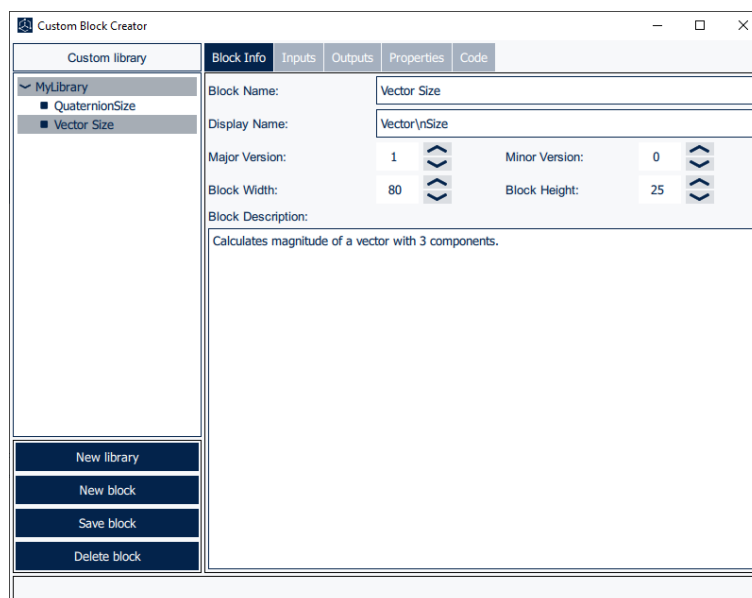 Custom Block Creator
Custom library
Block Info Inputs Outputs Properties Code
MyLibrary
QuaternionSize
Vector Size
Block Name: Vector Size
Display Name: Vector\nSize
Major Version: 1 Minor Version: 0
Block Width: 80 Block Height: 25
Block Description:
Calculates magnitude of a vector with 3 components.
New library
New block
Save block
Delete block